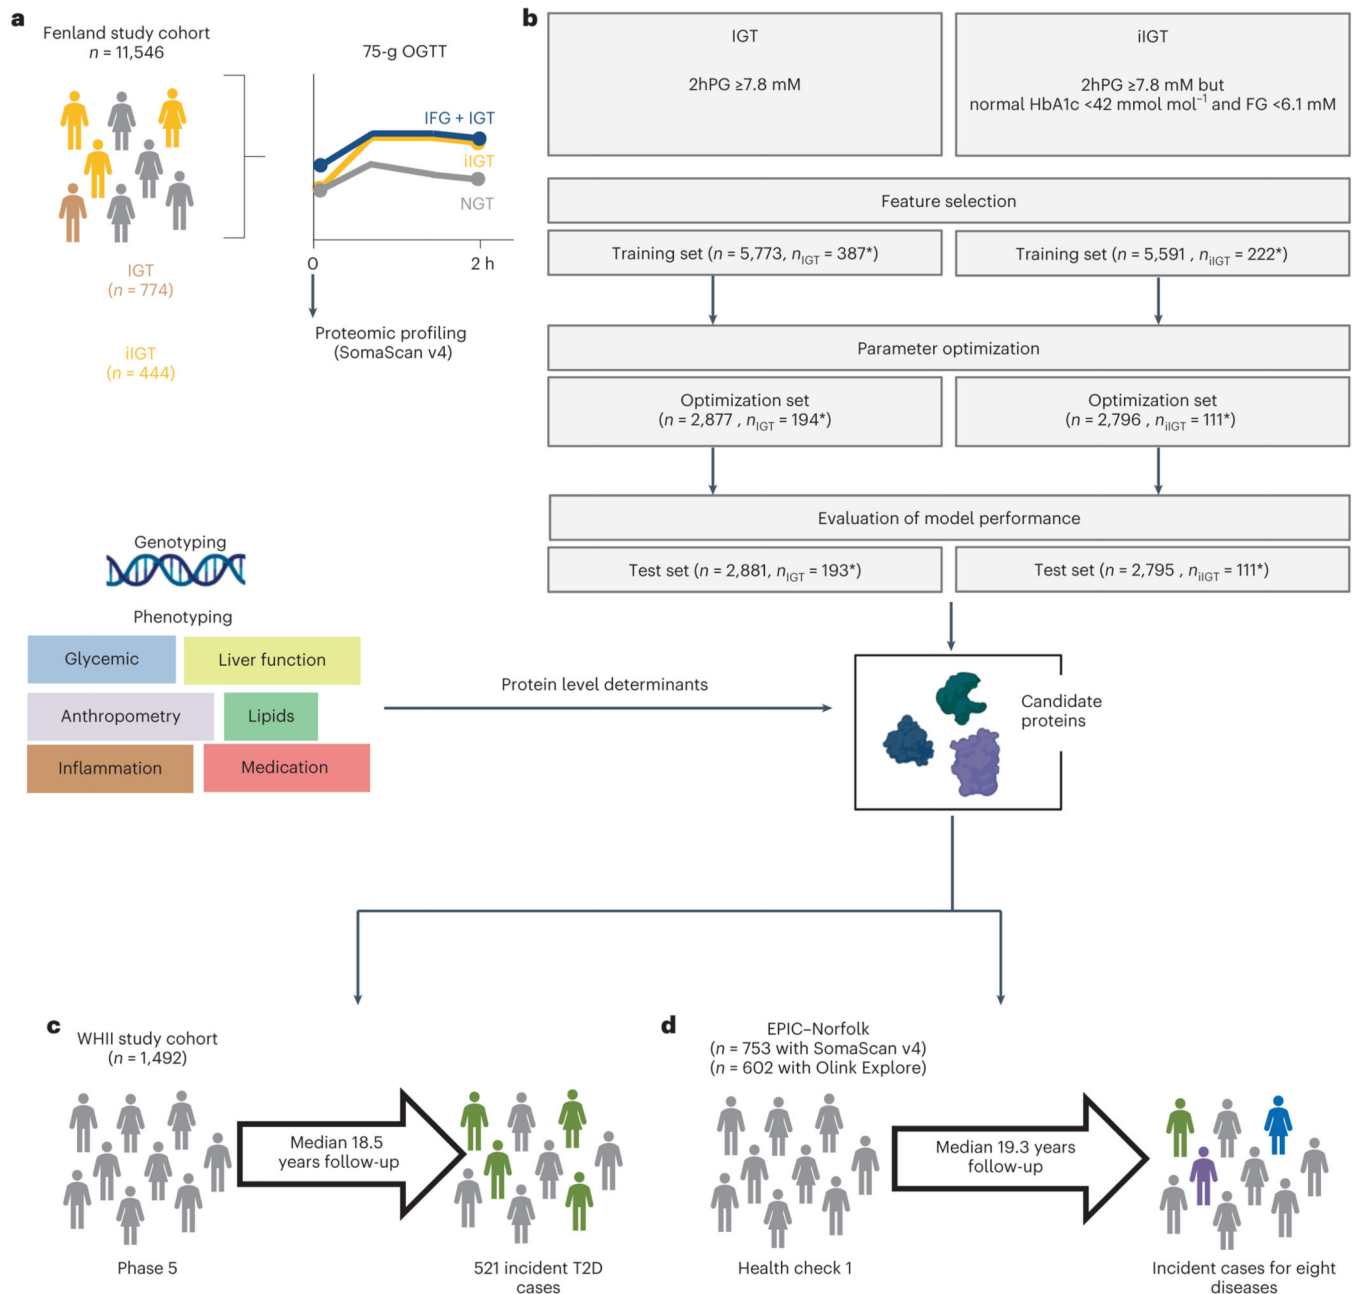 a
Fenland study cohort
n = 11,546
75-g OGTT
IFG + IGT
iIGT
NGT
0
2 h
IGT
(n = 774)
iIGT
(n = 444)
Proteomic profiling
(SomaScan v4)
Genotyping
Phenotyping
Glycemic
Liver function
Anthropometry
Lipids
Inflammation
Medication
Protein level determinants
b
IGT
2hPG ≥7.8 mM
iIGT
2hPG ≥7.8 mM but
normal HbA1c <42 mmol mol⁻¹ and FG <6.1 mM
Feature selection
Training set (n = 5,773, nIGT = 387*)
Training set (n = 5,591 , niIGT = 222*)
Parameter optimization
Optimization set
(n = 2,877 , nIGT = 194*)
Optimization set
(n = 2,796 , niIGT = 111*)
Evaluation of model performance
Test set (n = 2,881, nIGT = 193*)
Test set (n = 2,795 , niIGT = 111*)
Candidate
proteins
c
WHII study cohort
(n = 1,492)
Median 18.5
years follow-up
Phase 5
521 incident T2D
cases
d
EPIC–Norfolk
(n = 753 with SomaScan v4)
(n = 602 with Olink Explore)
Median 19.3 years
follow-up
Health check 1
Incident cases for eight
diseases